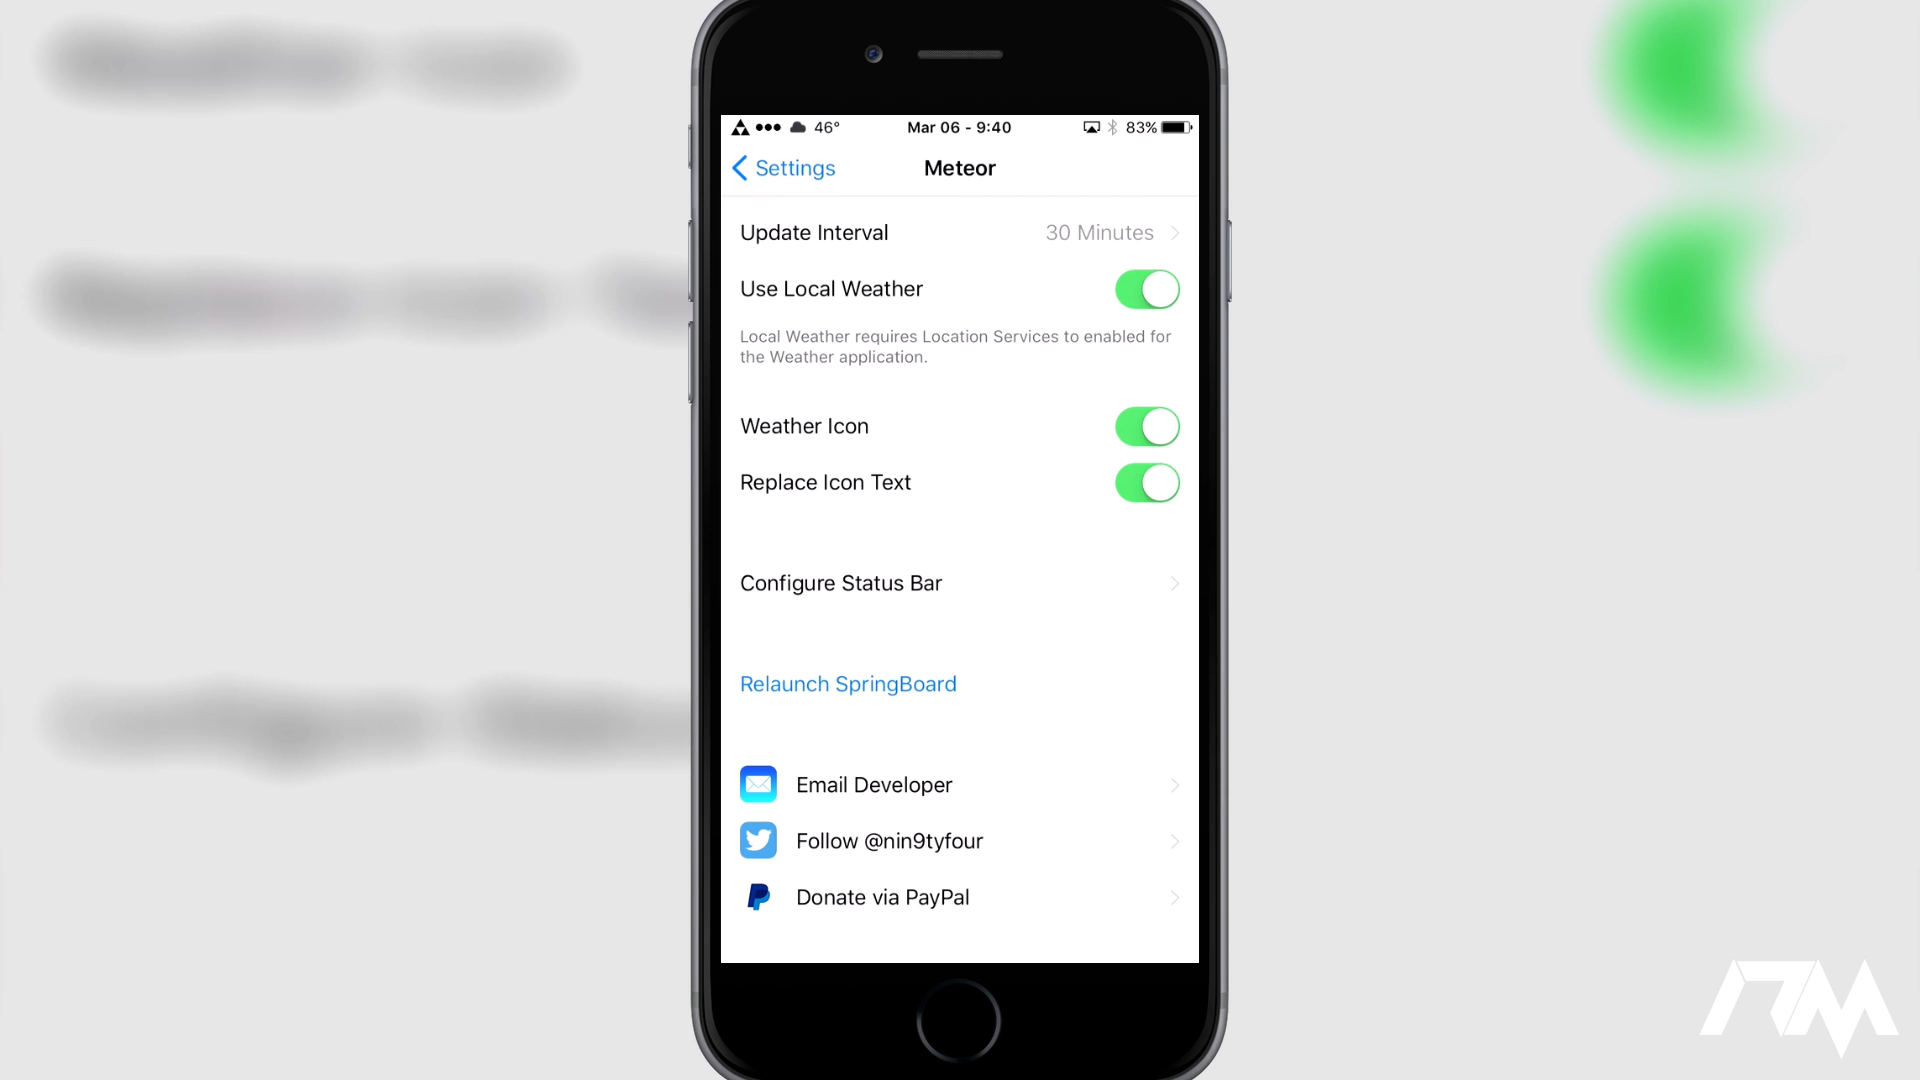 46° Mar 06 - 9:40 83%
Settings Meteor
Update Interval 30 Minutes
Use Local Weather
Local Weather requires Location Services to enabled for
the Weather application.
Weather Icon
Replace Icon Text
Configure Status Bar
Relaunch SpringBoard
Email Developer
Follow @nin9tyfour
Donate via PayPal